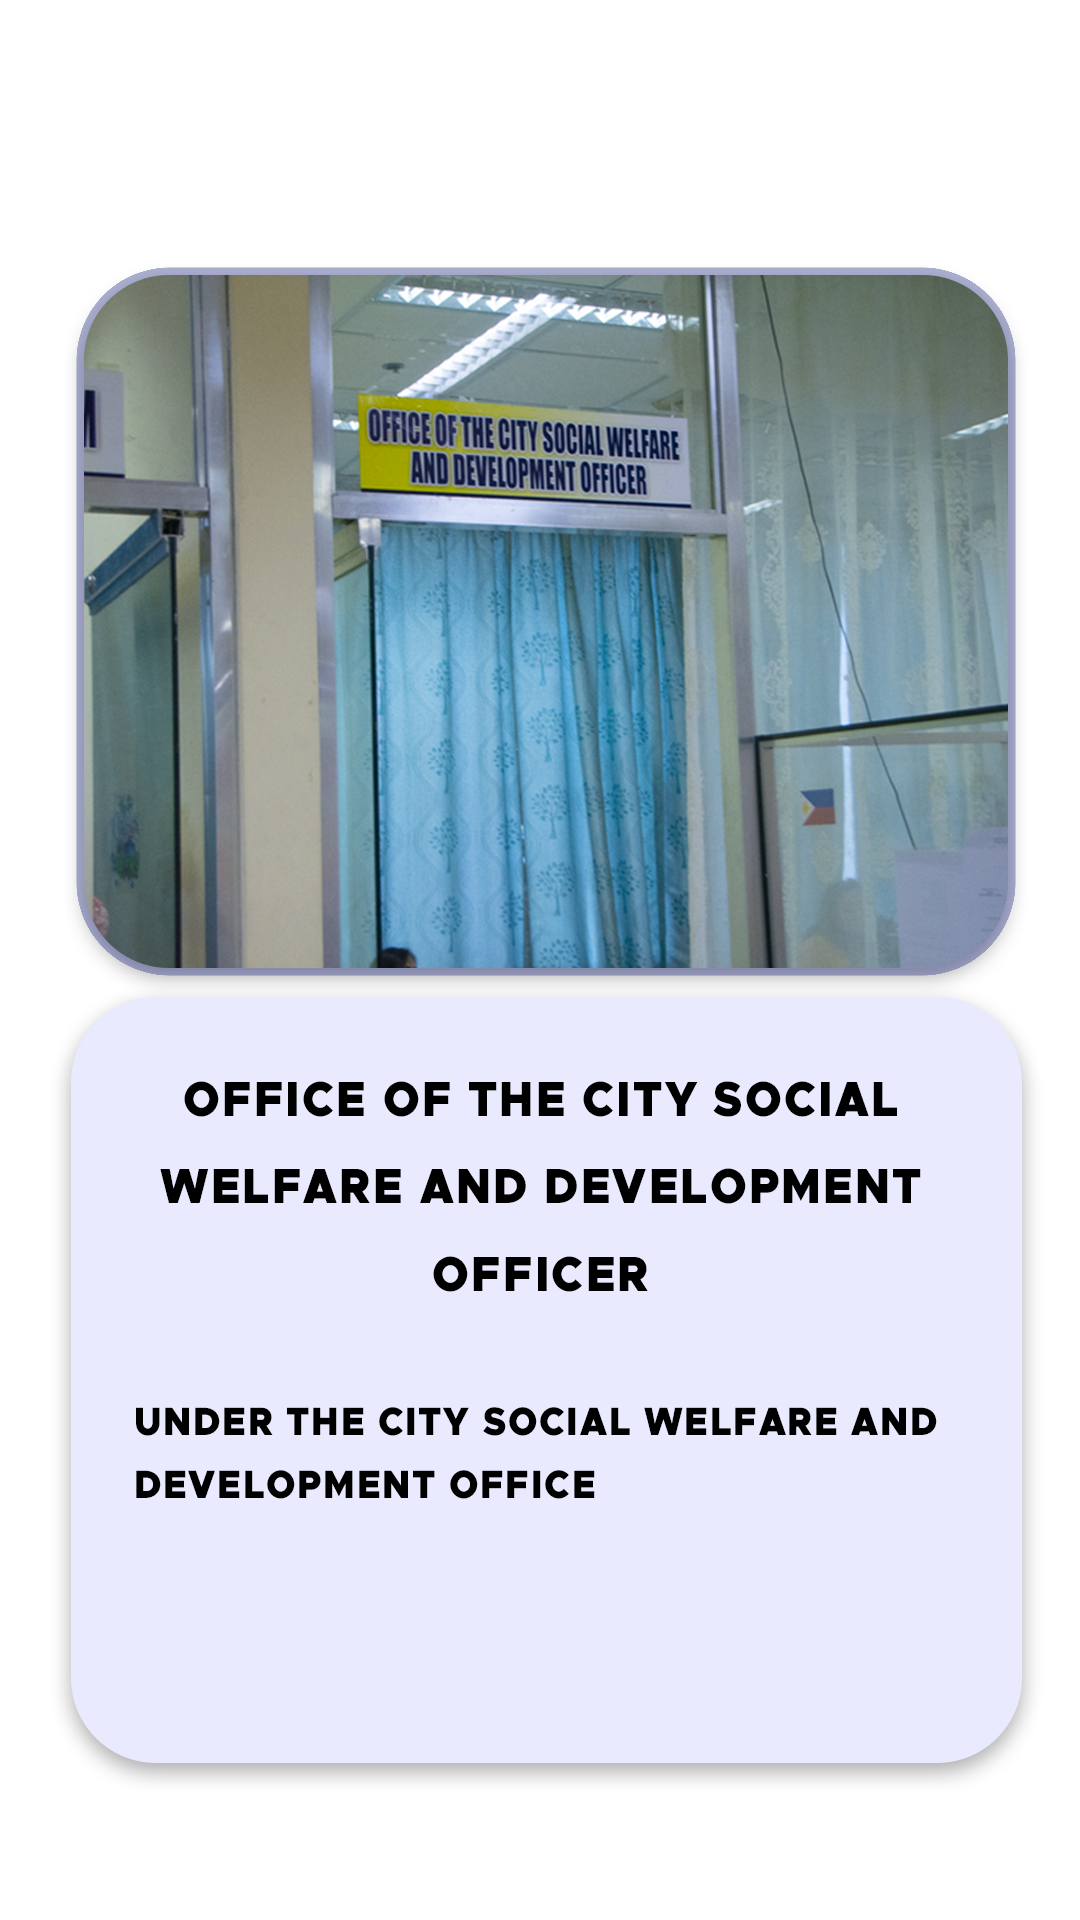 OFFICE OF THE CITY SOCIAL WELFARE
AND DEVELOPMENT OFFICER
OFFICE OF THE CITY SOCIAL
WELFARE AND DEVELOPMENT
OFFICER
UNDER THE CITY SOCIAL WELFARE AND
DEVELOPMENT OFFICE